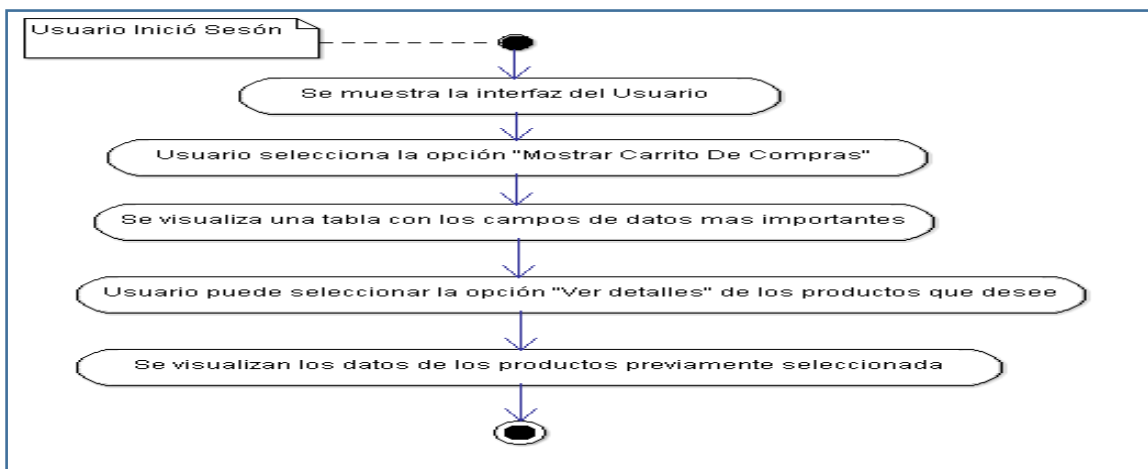 Usuario Inició Sesón
Se muestra la interfaz del Usuario
Usuario selecciona la opción "Mostrar Carrito De Compras"
Se visualiza una tabla con los campos de datos mas importantes
Usuario puede seleccionar la opción "Ver detalles" de los productos que desee
Se visualizan los datos de los productos previamente seleccionada